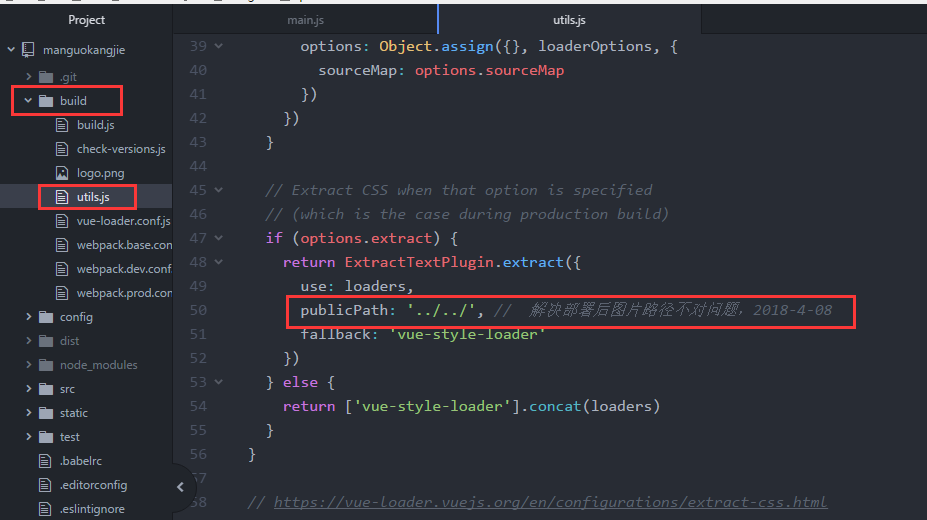 Project
main.js
utils.js
manguokangjie
.git
build
build.js
check-versions.js
logo.png
utils.js
vue-loader.conf.js
webpack.base.con
webpack.dev.conf.
webpack.prod.con
config
dist
node_modules
src
static
test
.babelrc
.editorconfig
.eslintignore
39 options: Object.assign({}, loaderOptions, {
40 sourceMap: options.sourceMap
41 })
42 })
43 }
44
45 // Extract CSS when that option is specified
46 // (which is the case during production build)
47 if (options.extract) {
48 return ExtractTextPlugin.extract({
49 use: loaders,
50 publicPath: '../../', // 解决部署后图片路径不对问题，2018-4-08
51 fallback: 'vue-style-loader'
52 })
53 } else {
54 return ['vue-style-loader'].concat(loaders)
55 }
56 }
57
58 // https://vue-loader.vuejs.org/en/configurations/extract-css.html